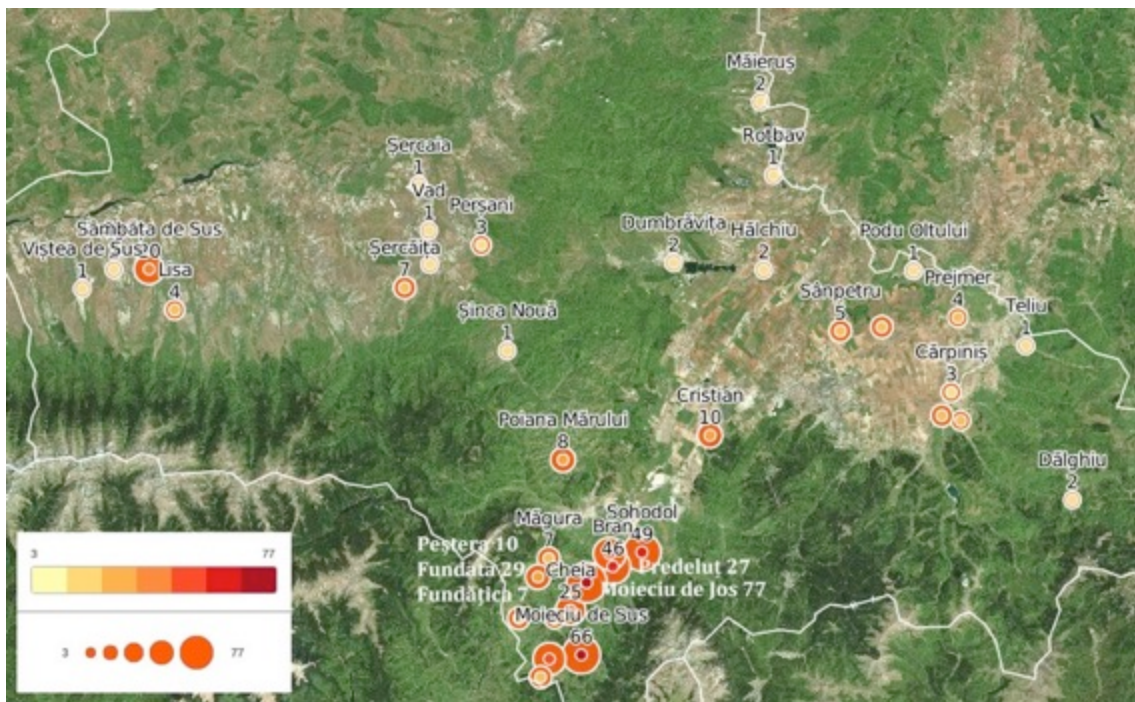 Măieruș
2
Rotbav
1
Șercaia
1
Vad
1
Perșani
3
Dumbrăvița
2
Hălchiu
2
Podu Oltului
1
Sâmbăta de Sus
20
Viștea de Sus
1
Lisa
4
Șercăița
7
Prejmer
4
Sânpetru
5
Teliu
1
Șinca Nouă
1
Cărpiniș
3
Cristian
10
Poiana Mărului
8
Dălghiu
2
Sohodol
49
Măgura
7
Bran
46
Peștera 10
Fundata 29
Cheia
25
Predeluț 27
Fundățica 7
Moieciu de Jos 77
Moieciu de Sus
66
3 77
3 77